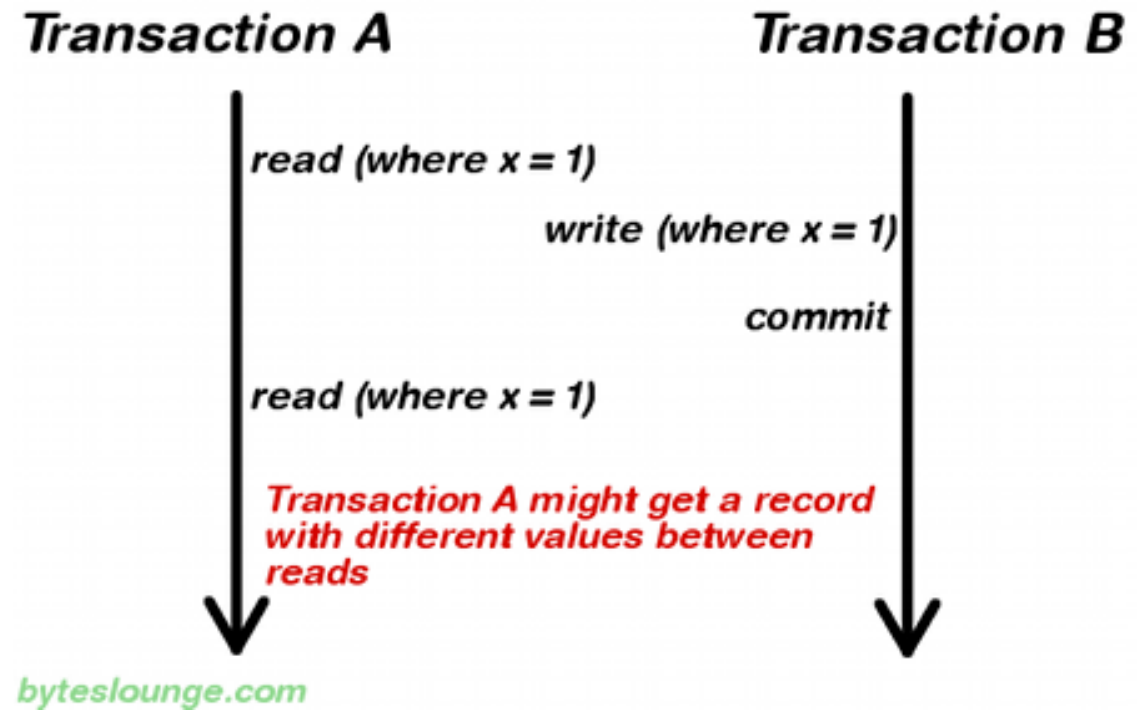 Transaction A
Transaction B
read (where x = 1)
write (where x = 1)
commit
read (where x = 1)
Transaction A might get a record
with different values between
reads
byteslounge.com